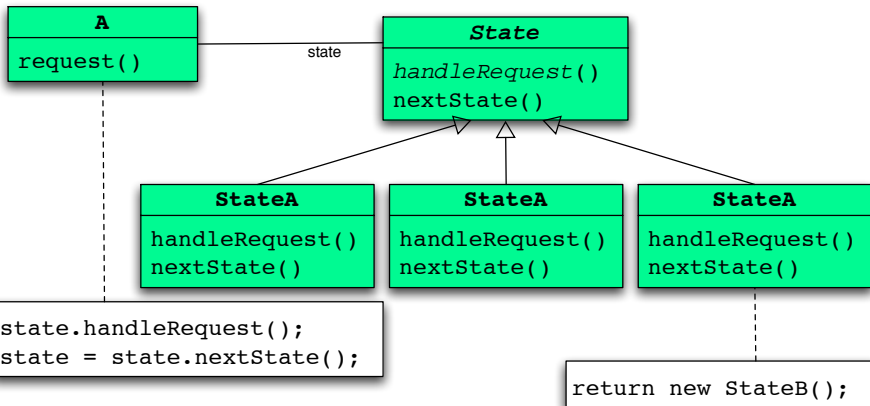 A
request()
state
State
handleRequest()
nextState()
StateA
handleRequest()
nextState()
StateA
handleRequest()
nextState()
StateA
handleRequest()
nextState()
state.handleRequest();
state = state.nextState();
return new StateB();